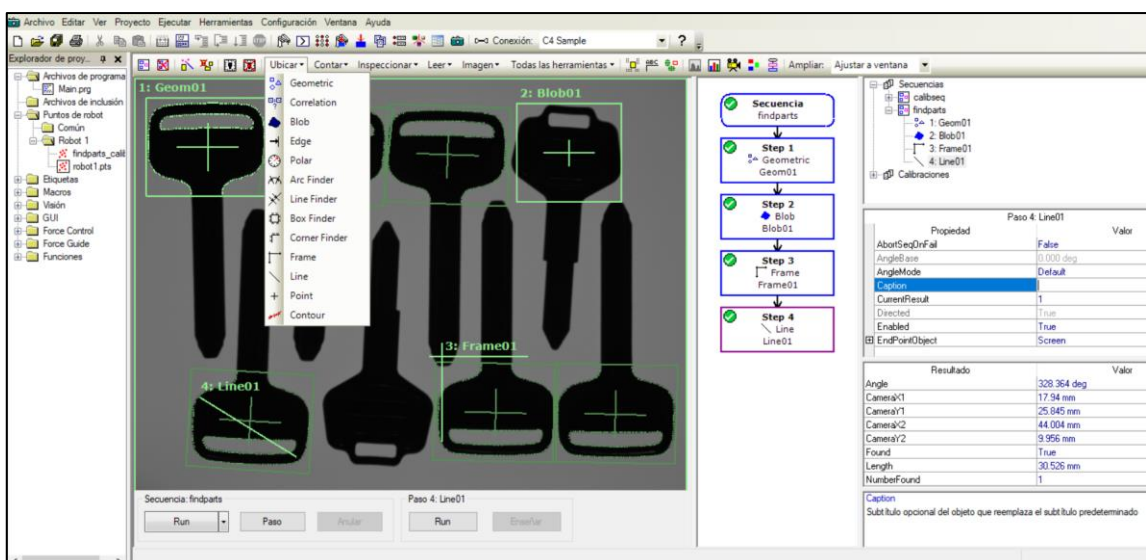 Archivo Editar Ver Proyecto Ejecutar Herramientas Configuración Ventana Ayuda
Conexión: C4 Sample
Explorador de proy...
Archivos de programa
Main.prg
Archivos de inclusión
Puntos de robot
Común
Robot 1
findparts_cali
robot1.pts
Etiquetas
Macros
Visión
GUI
Force Control
Force Guide
Funciones
Ubicar Contar Inspeccionar Leer Imagen Todas las herramientas Ampliar: Ajustar a ventana
Geometric
Correlation
Blob
Edge
Polar
Arc Finder
Line Finder
Box Finder
Corner Finder
Frame
Line
Point
Contour
1: Geom01
2: Blob01
3: Frame01
4: Line01
Secuencia: findparts
Run Paso Anular
Paso 4: Line01
Run Enseñar
Secuencia
findparts
Step 1
Geometric
Geom01
Step 2
Blob
Blob01
Step 3
Frame
Frame01
Step 4
Line
Line01
Secuencias
calibseq
findparts
1: Geom01
2: Blob01
3: Frame01
4: Line01
Calibraciones
Paso 4: Line01
Propiedad Valor
AbortSeqOnFail False
AngleBase 0.000 deg
AngleMode Default
Caption
CurrentResult 1
Directed True
Enabled True
EndPointObject Screen
Resultado Valor
Angle 328.364 deg
CameraX1 17.94 mm
CameraY1 25.845 mm
CameraX2 44.004 mm
CameraY2 9.956 mm
Found True
Length 30.526 mm
NumberFound 1
Caption
Subtítulo opcional del objeto que reemplaza el subtítulo predeterminado